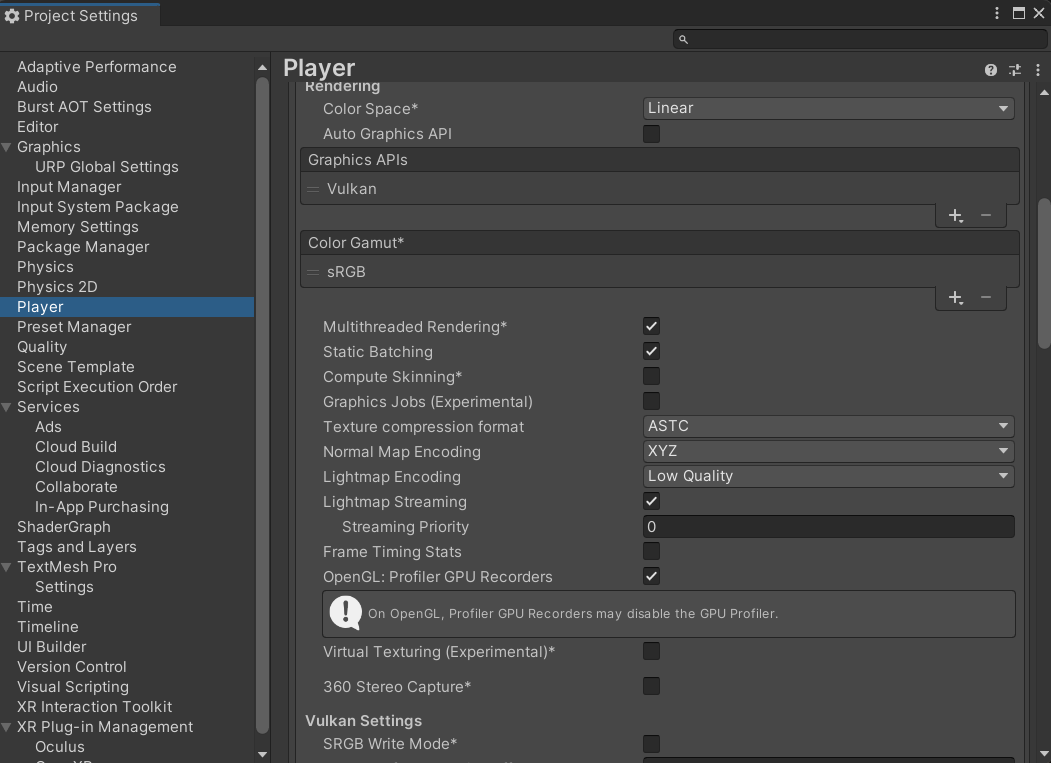 Project Settings
Adaptive Performance
Audio
Burst AOT Settings
Editor
Graphics
URP Global Settings
Input Manager
Input System Package
Memory Settings
Package Manager
Physics
Physics 2D
Player
Preset Manager
Quality
Scene Template
Script Execution Order
Services
Ads
Cloud Build
Cloud Diagnostics
Collaborate
In-App Purchasing
ShaderGraph
Tags and Layers
TextMesh Pro
Settings
Time
Timeline
UI Builder
Version Control
Visual Scripting
XR Interaction Toolkit
XR Plug-in Management
Oculus
Player
Rendering
Color Space* Linear
Auto Graphics API
Graphics APIs
Vulkan
Color Gamut*
sRGB
Multithreaded Rendering*
Static Batching
Compute Skinning*
Graphics Jobs (Experimental)
Texture compression format ASTC
Normal Map Encoding XYZ
Lightmap Encoding Low Quality
Lightmap Streaming
Streaming Priority 0
Frame Timing Stats
OpenGL: Profiler GPU Recorders
On OpenGL, Profiler GPU Recorders may disable the GPU Profiler.
Virtual Texturing (Experimental)*
360 Stereo Capture*
Vulkan Settings
SRGB Write Mode*